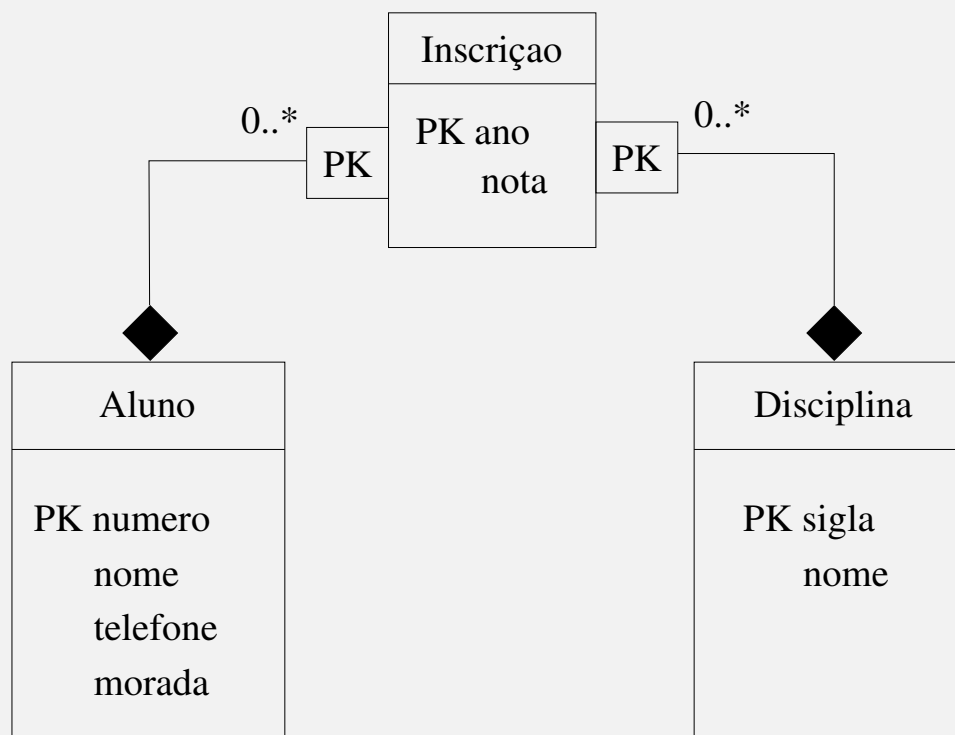 Inscriçao
0..*
PK
PK ano
nota
PK
0..*
Aluno
PK numero
nome
telefone
morada
Disciplina
PK sigla
nome